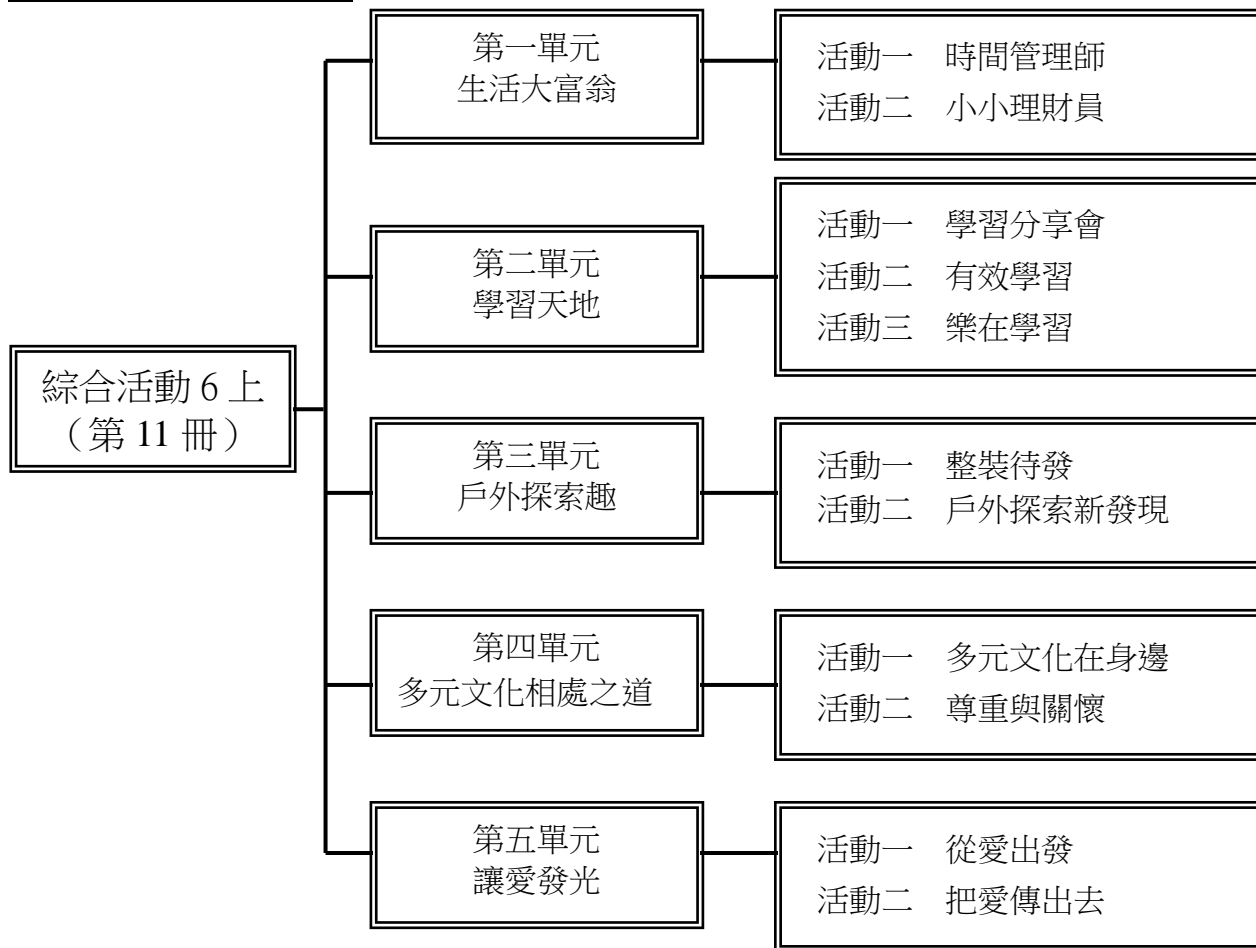 第一單元
生活大富翁
活動一 時間管理師
活動二 小小理財員
第二單元
學習天地
活動一 學習分享會
活動二 有效學習
活動三 樂在學習
綜合活動 6 上
（第 11 冊）
第三單元
戶外探索趣
活動一 整裝待發
活動二 戶外探索新發現
第四單元
多元文化相處之道
活動一 多元文化在身邊
活動二 尊重與關懷
第五單元
讓愛發光
活動一 從愛出發
活動二 把愛傳出去